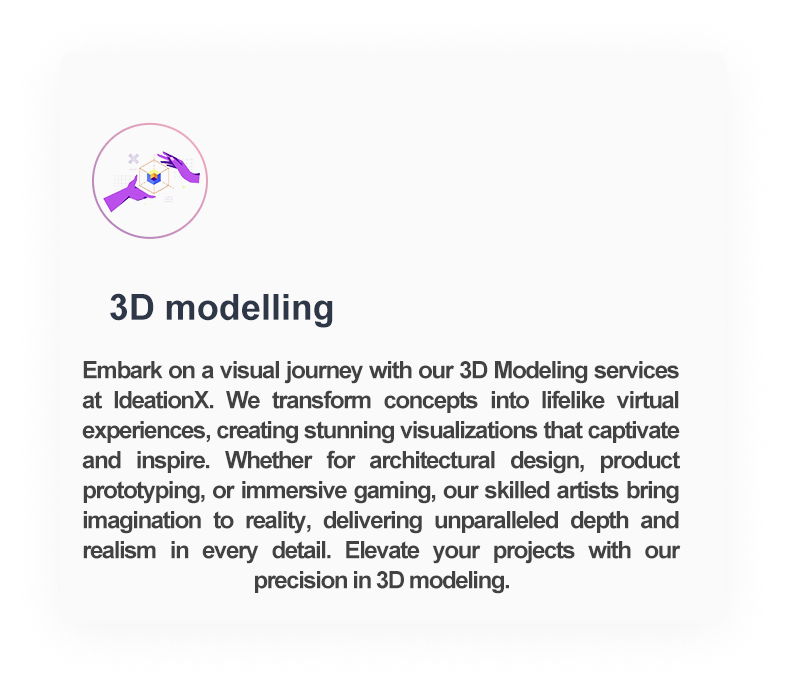 3D modelling
Embark on a visual journey with our 3D Modeling services
at IdeationX. We transform concepts into lifelike virtual
experiences, creating stunning visualizations that captivate
and inspire. Whether for architectural design, product
prototyping, or immersive gaming, our skilled artists bring
imagination to reality, delivering unparalleled depth and
realism in every detail. Elevate your projects with our
precision in 3D modeling.